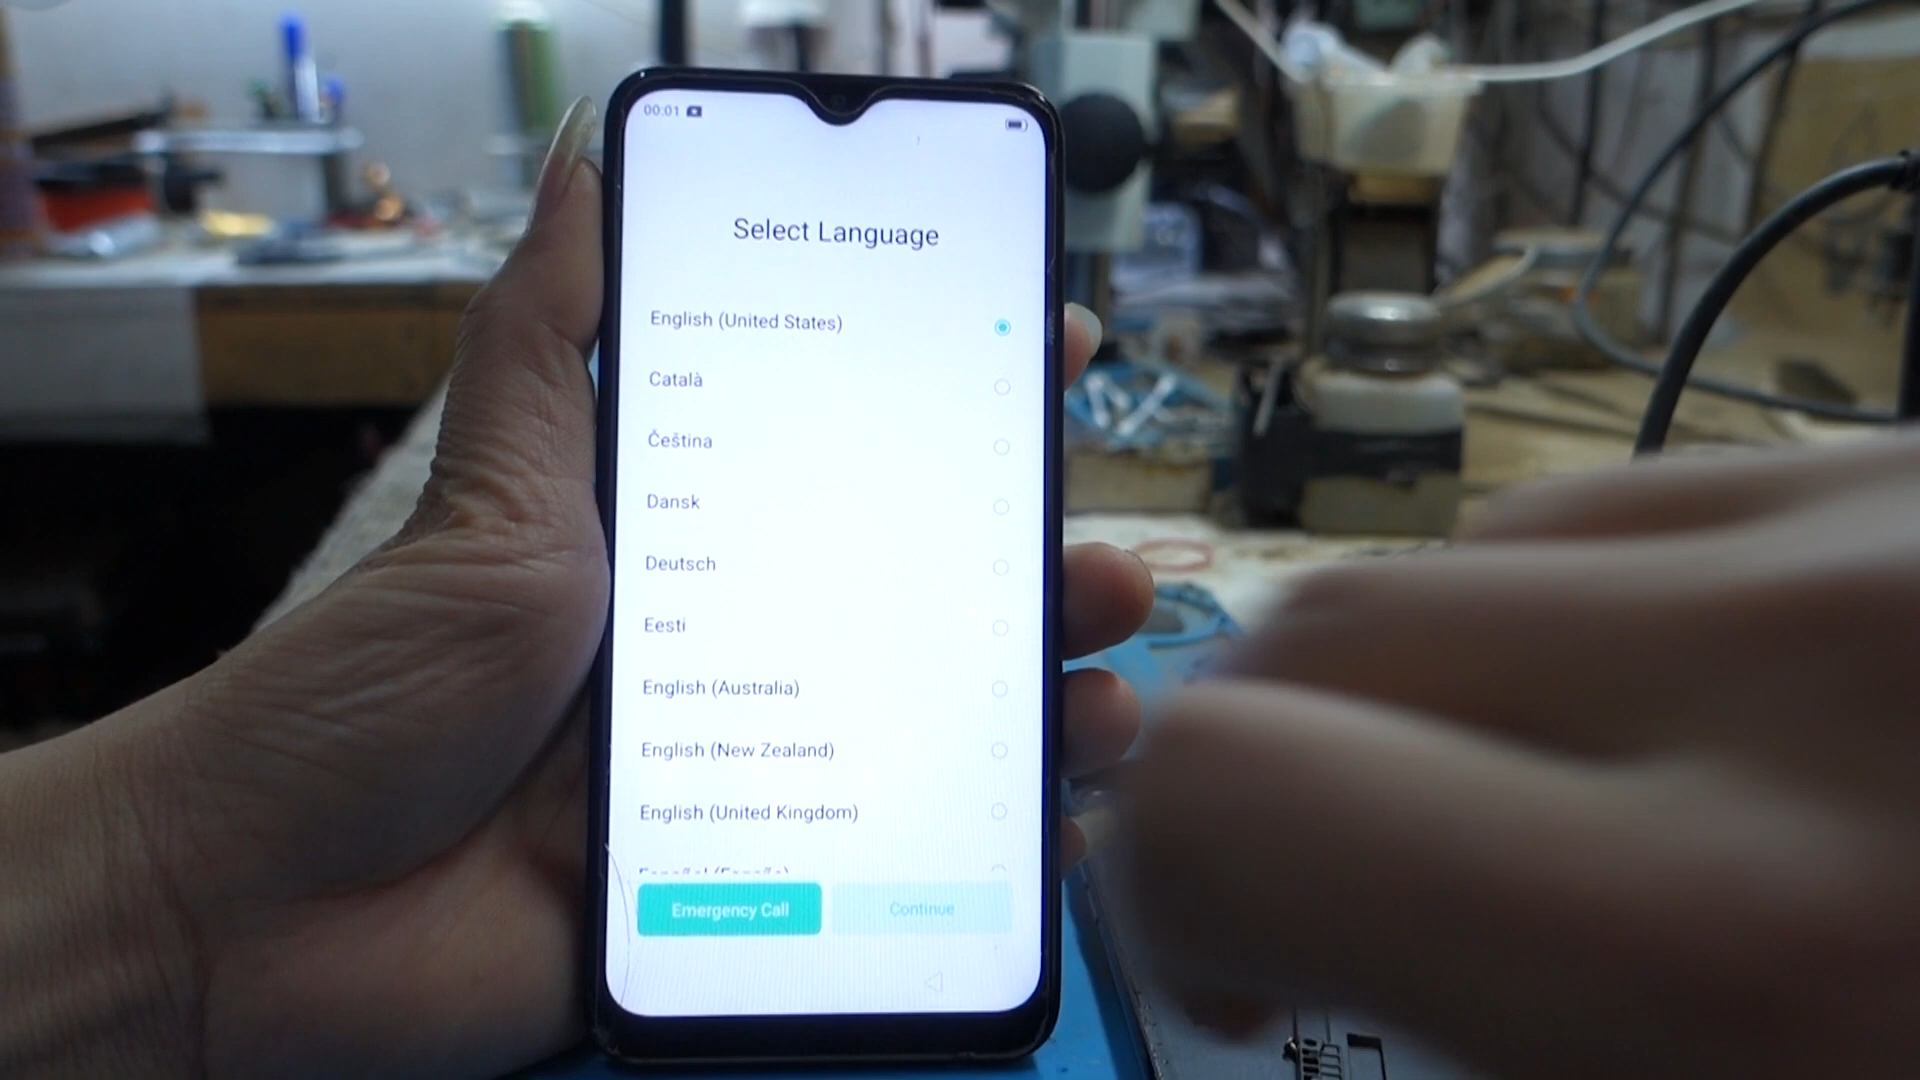 00:01
Select Language
English (United States)
Català
Čeština
Dansk
Deutsch
Eesti
English (Australia)
English (New Zealand)
English (United Kingdom)
Emergency Call
Continue